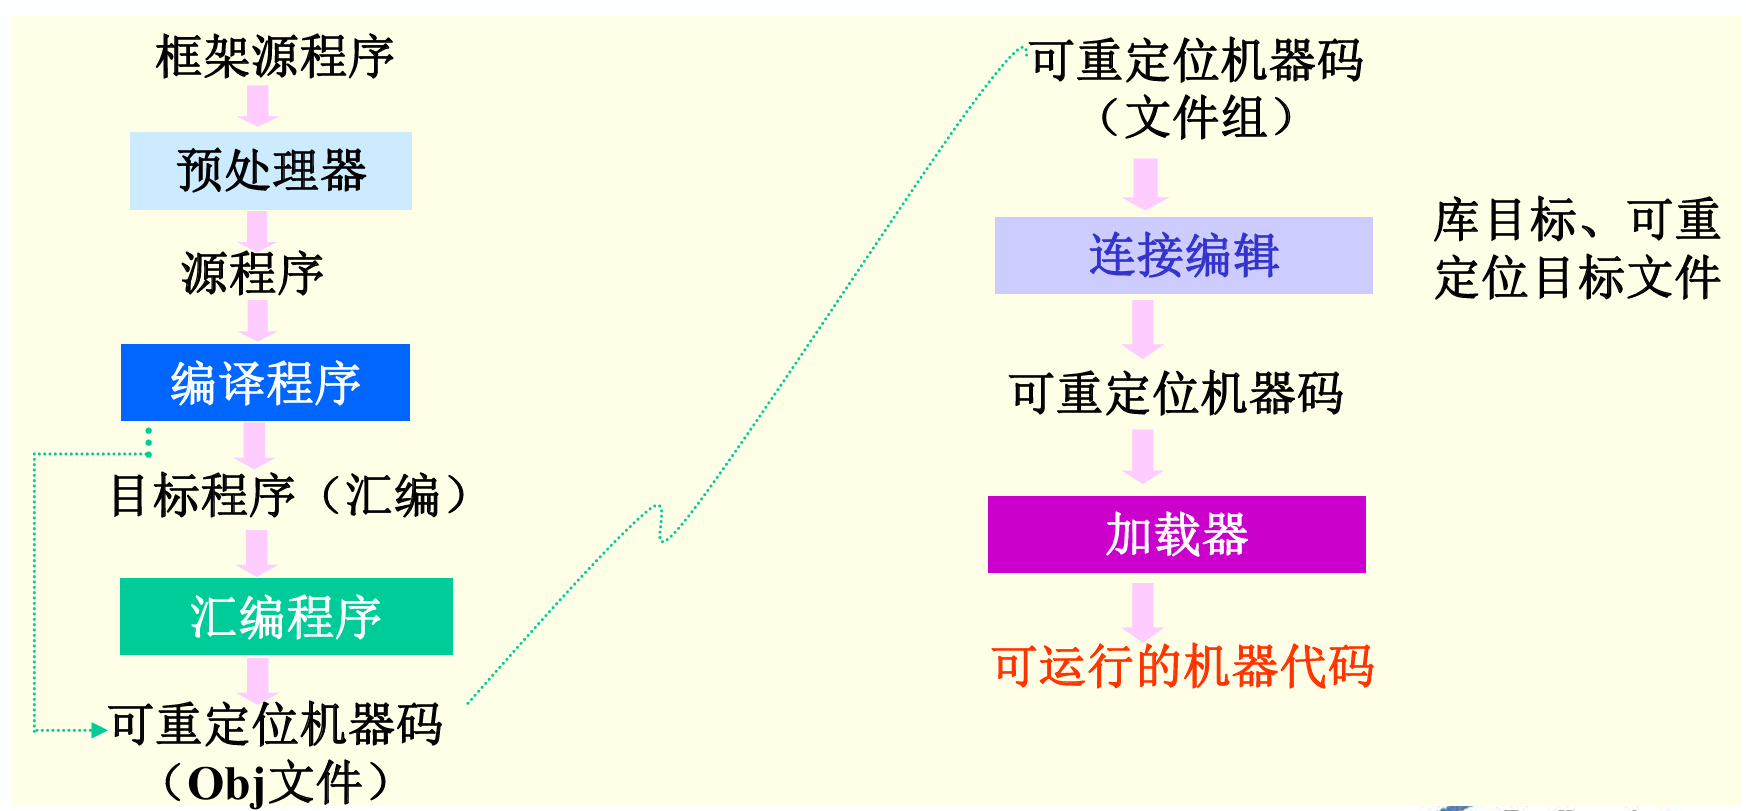 框架源程序
预处理器
源程序
编译程序
目标程序（汇编）
汇编程序
可重定位机器码
（Obj文件）
可重定位机器码
（文件组）
连接编辑
库目标、可重
定位目标文件
可重定位机器码
加载器
可运行的机器代码